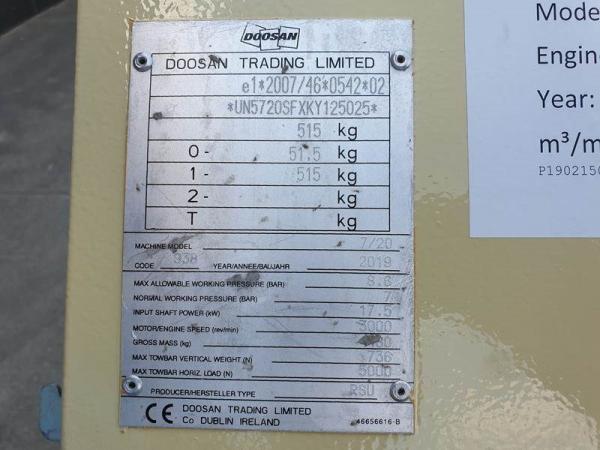 DOOSAN
DOOSAN TRADING LIMITED
e1*2007/46*0542*02
*UN5720SFXKY125025*
515 kg
0- 51.5 kg
1- 515 kg
2- kg
T kg
MACHINE MODEL 7/20
CODE 938 YEAR/ANNEE/BAUJAHR 2019
MAX ALLOWABLE WORKING PRESSURE (BAR) 8.6
NORMAL WORKING PRESSURE (BAR) 7
INPUT SHAFT POWER (kW) 17.5
MOTOR/ENGINE SPEED (rev/min) 3000
GROSS MASS (kg)
MAX TOWBAR VERTICAL WEIGHT (N) 736
MAX TOWBAR HORIZ. LOAD (N) 5000
PRODUCER/HERSTELLER TYPE RSU
CE DOOSAN TRADING LIMITED
Co DUBLIN IRELAND 46656616-B
Mode
Engin
Year:
m³/m
P1902150